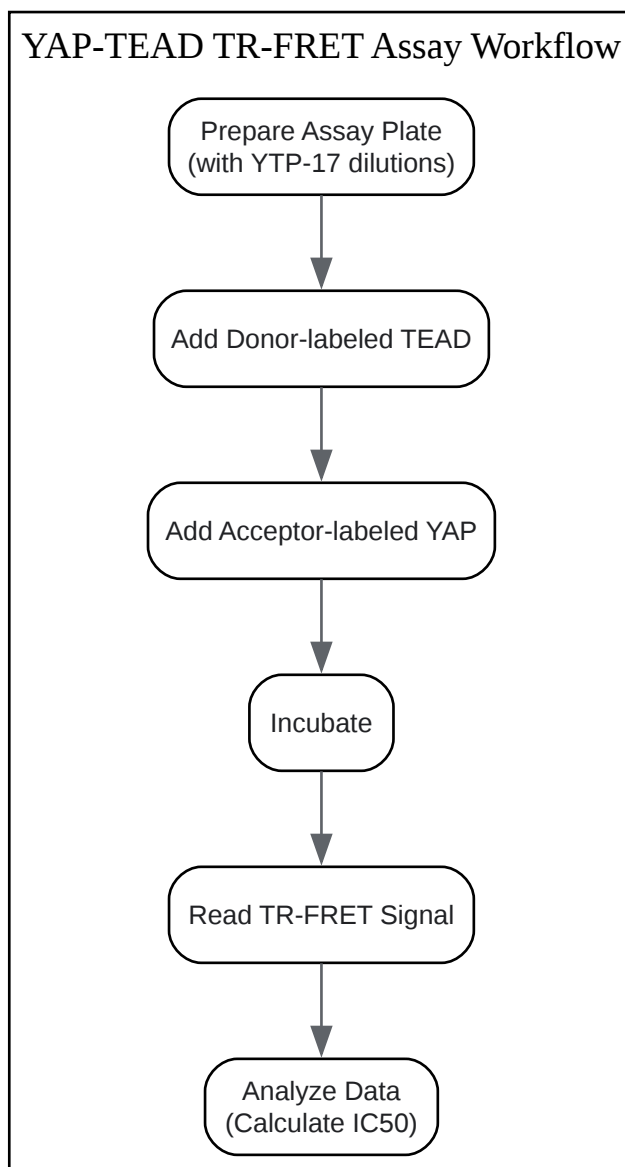 YAP-TEAD TR-FRET Assay Workflow
Prepare Assay Plate
(with YTP-17 dilutions)
Add Donor-labeled TEAD
Add Acceptor-labeled YAP
Incubate
Read TR-FRET Signal
Analyze Data
(Calculate IC50)